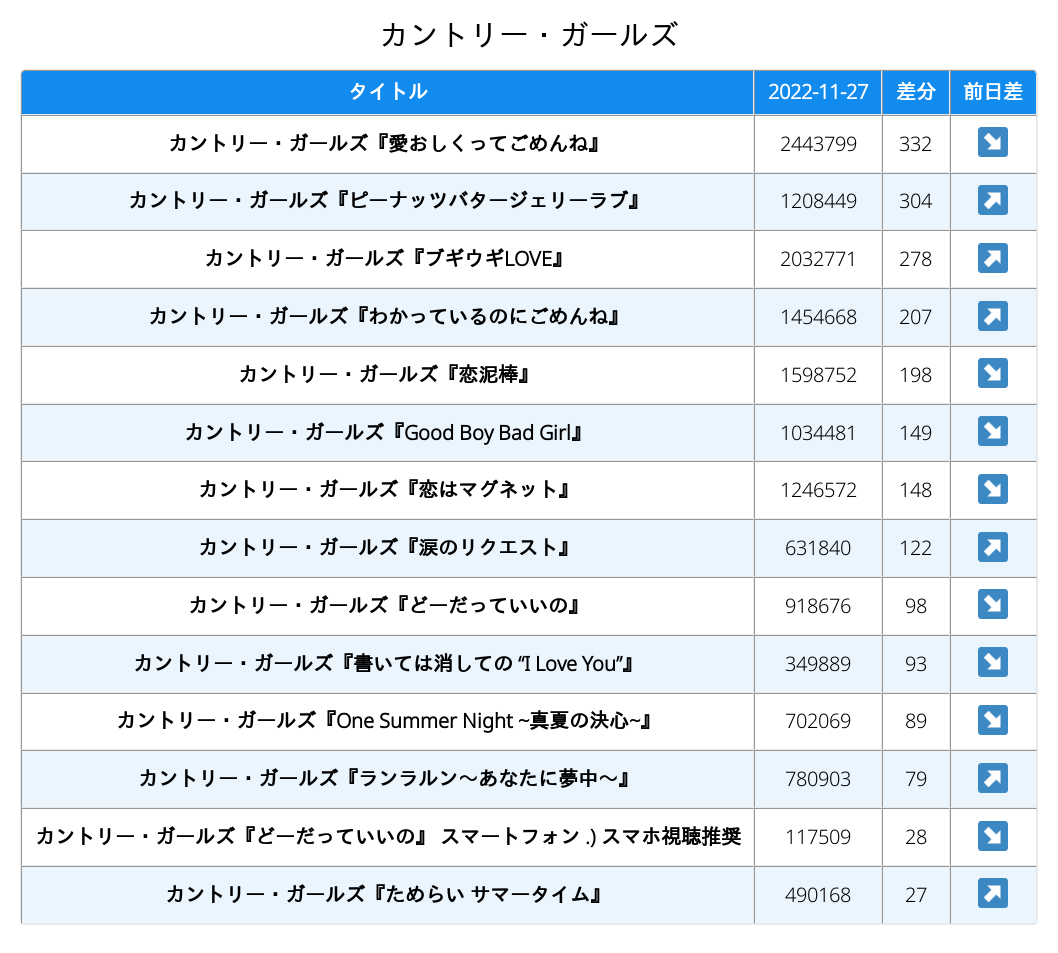 カントリー・ガールズ
タイトル 2022-11-27 差分 前日差
カントリー・ガールズ『愛おしくってごめんね』 2443799 332
カントリー・ガールズ『ピーナッツバタージェリーラブ』 1208449 304
カントリー・ガールズ『ブギウギLOVE』 2032771 278
カントリー・ガールズ『わかっているのにごめんね』 1454668 207
カントリー・ガールズ『恋泥棒』 1598752 198
カントリー・ガールズ『Good Boy Bad Girl』 1034481 149
カントリー・ガールズ『恋はマグネット』 1246572 148
カントリー・ガールズ『涙のリクエスト』 631840 122
カントリー・ガールズ『どーだっていいの』 918676 98
カントリー・ガールズ『書いては消しての “I Love You”』 349889 93
カントリー・ガールズ『One Summer Night ~真夏の決心~』 702069 89
カントリー・ガールズ『ランラルン〜あなたに夢中〜』 780903 79
カントリー・ガールズ『どーだっていいの』 スマートフォン .) スマホ視聴推奨 117509 28
カントリー・ガールズ『ためらい サマータイム』 490168 27